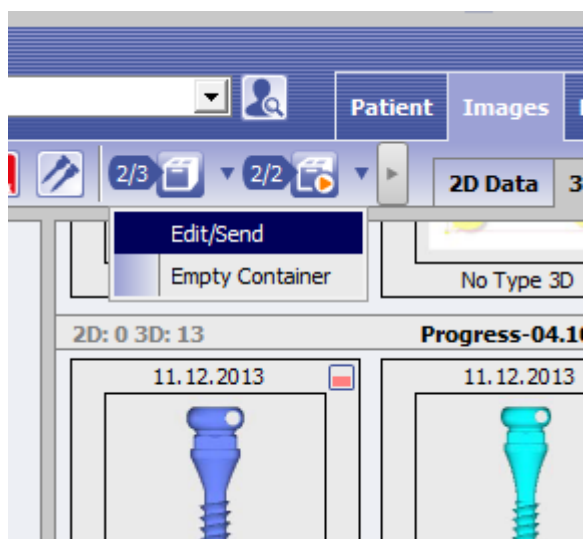 Patient
Images
2/3
2/2
2D Data
Edit/Send
Empty Container
No Type 3D
2D: 0 3D: 13
11.12.2013
11.12.2013